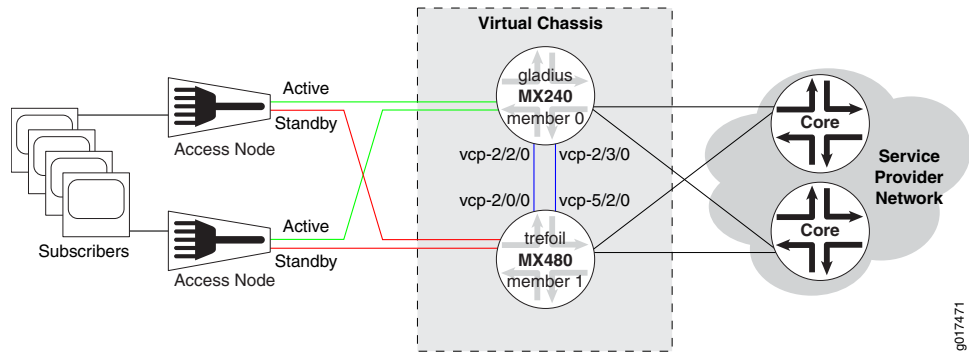 Virtual Chassis
gladius
MX240
member 0
Active
Standby
Access Node
Core
vcp-2/2/0
vcp-2/3/0
Service
Provider
Network
vcp-2/0/0
vcp-5/2/0
Subscribers
Active
Standby
Access Node
trefoil
MX480
member 1
Core
g017471